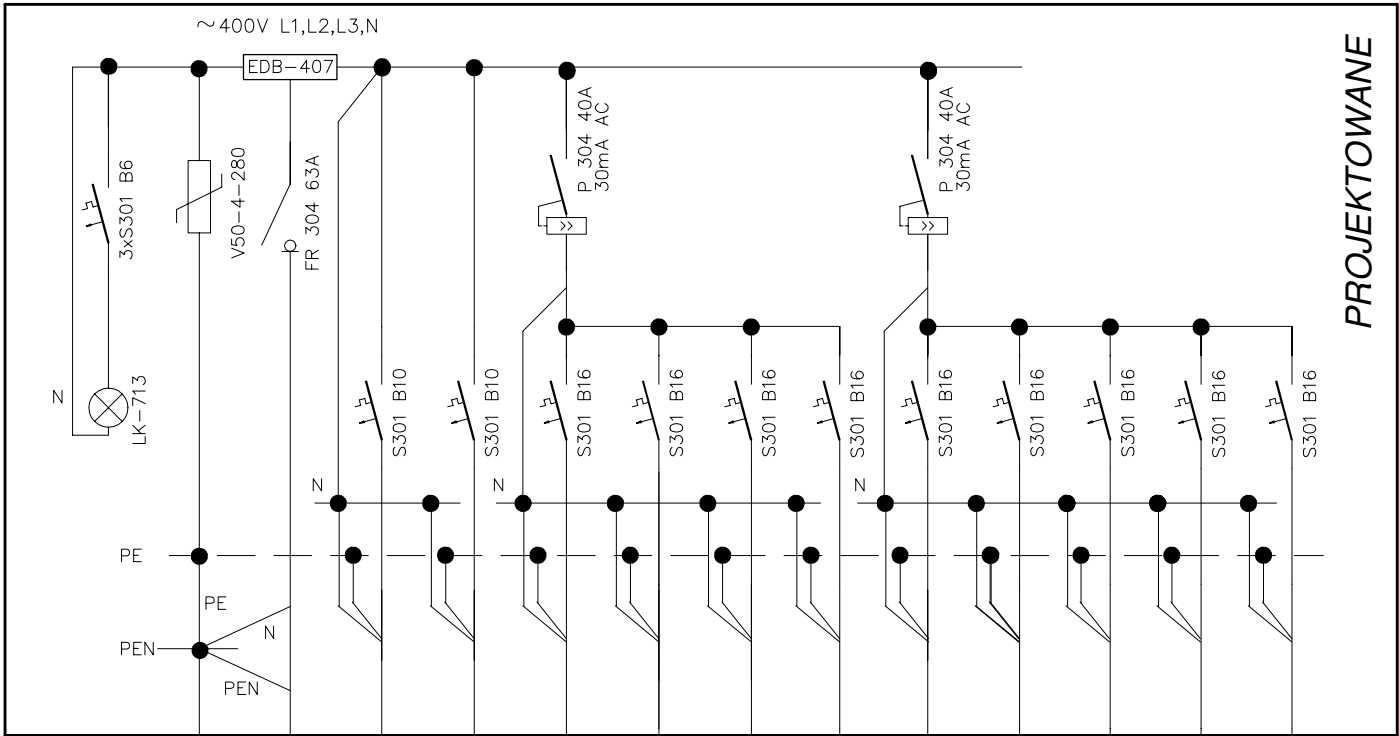 ~400V L1,L2,L3,N
EDB-407
PROJEKTOWANE
3xS301 B6
V50-4-280
FR 304 63A
P 304 40A
30mA AC
P 304 40A
30mA AC
N
LK-713
S301 B10
S301 B10
S301 B16
S301 B16
S301 B16
S301 B16
S301 B16
S301 B16
S301 B16
S301 B16
S301 B16
N
N
N
PE
PE
N
PEN
PEN